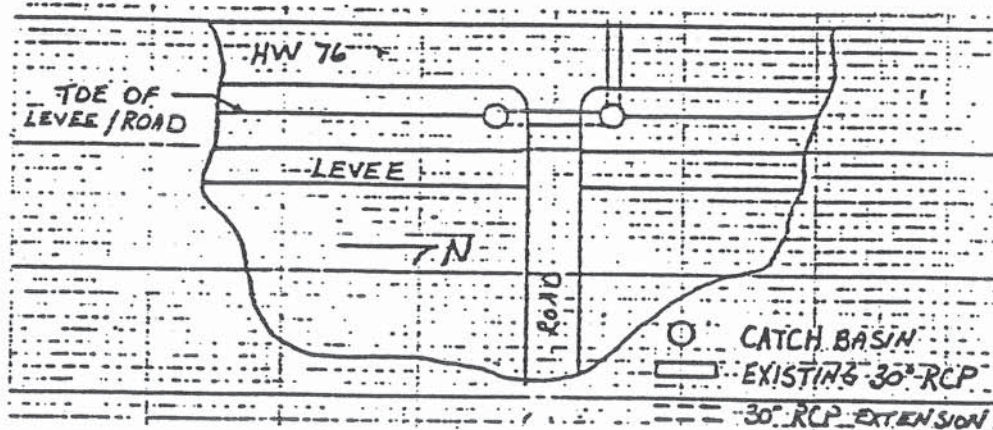 HW 76
TOE OF
LEVEE/ROAD
LEVEE
N
ROAD
CATCH BASIN
EXISTING 30" RCP
30" RCP EXTENSION